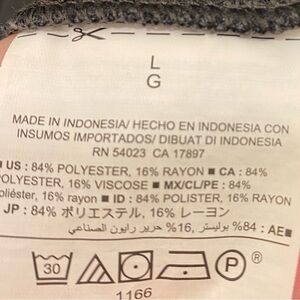 L
G
MADE IN INDONESIA/ HECHO EN INDONESIA CON
INSUMOS IMPORTADOS/ DIBUAT DI INDONESIA
RN 54023 CA 17897
■ US : 84% POLYESTER, 16% RAYON ■ CA : 84%
POLYESTER, 16% VISCOSE ■ MX/CL/PE : 84%
poliéster, 16% rayon ■ ID : 84% POLISTER, 16% RAYON
JP : 84% ポリエステル, 16% レーヨン
AE ■ : 84% بوليستر, 16% حرير رايون الصناعي
30 P ®
1166